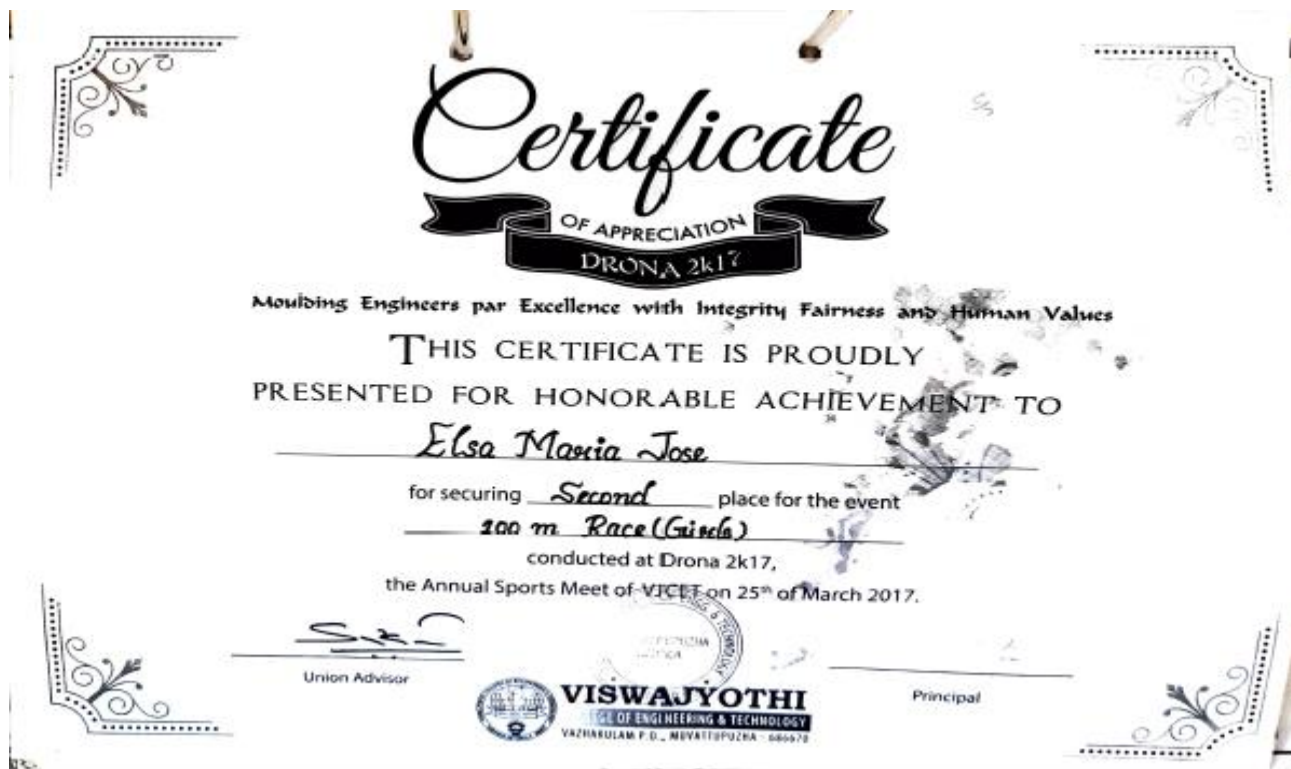 Certificate
OF APPRECIATION
DRONA 2k17
Moulding Engineers par Excellence with Integrity Fairness and Human Values
THIS CERTIFICATE IS PROUDLY
PRESENTED FOR HONORABLE ACHIEVEMENT TO
Elsa Maria Jose
for securing Second place for the event
200 m Race (Girls)
conducted at Drona 2k17,
the Annual Sports Meet of VJCET on 25th of March 2017.
TECHNOLOGY
Union Advisor
Principal
VISWAJYOTHI
OF ENGINEERING & TECHNOLOGY
VAZHAKULAM P.O., MUVATTUPUZHA - 686670